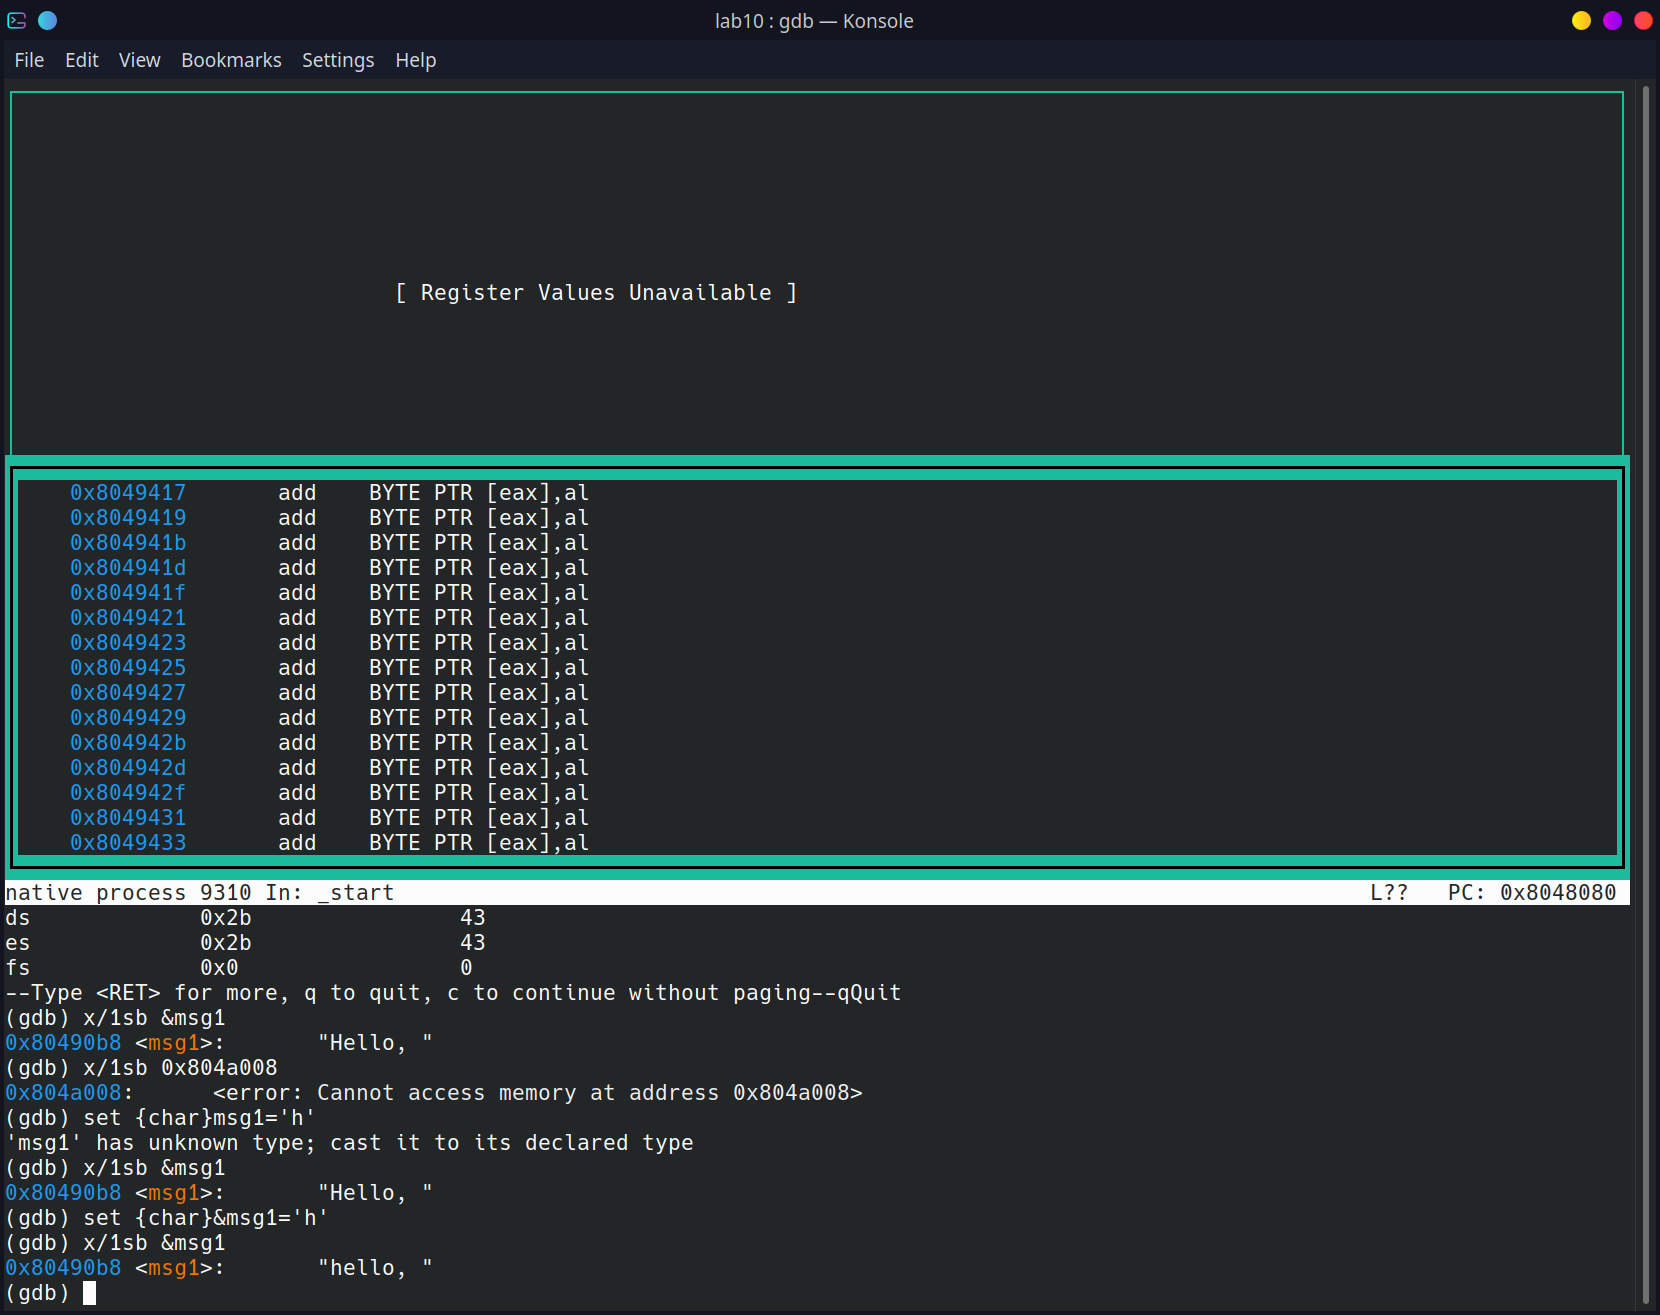 lab10 : gdb — Konsole
File Edit View Bookmarks Settings Help
[ Register Values Unavailable ]
0x8049417 add BYTE PTR [eax],al
0x8049419 add BYTE PTR [eax],al
0x804941b add BYTE PTR [eax],al
0x804941d add BYTE PTR [eax],al
0x804941f add BYTE PTR [eax],al
0x8049421 add BYTE PTR [eax],al
0x8049423 add BYTE PTR [eax],al
0x8049425 add BYTE PTR [eax],al
0x8049427 add BYTE PTR [eax],al
0x8049429 add BYTE PTR [eax],al
0x804942b add BYTE PTR [eax],al
0x804942d add BYTE PTR [eax],al
0x804942f add BYTE PTR [eax],al
0x8049431 add BYTE PTR [eax],al
0x8049433 add BYTE PTR [eax],al
native process 9310 In: _start L?? PC: 0x8048080
ds 0x2b 43
es 0x2b 43
fs 0x0 0
--Type <RET> for more, q to quit, c to continue without paging--qQuit
(gdb) x/1sb &msg1
0x80490b8 <msg1>: "Hello, "
(gdb) x/1sb 0x804a008
0x804a008: <error: Cannot access memory at address 0x804a008>
(gdb) set {char}msg1='h'
'msg1' has unknown type; cast it to its declared type
(gdb) x/1sb &msg1
0x80490b8 <msg1>: "Hello, "
(gdb) set {char}&msg1='h'
(gdb) x/1sb &msg1
0x80490b8 <msg1>: "hello, "
(gdb)